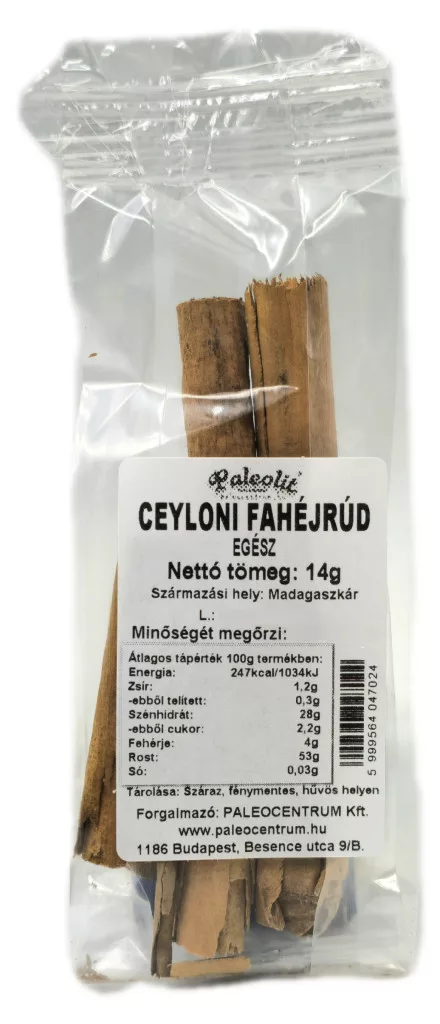 Paleolit
CEYLONI FAHÉJRÚD
EGÉSZ
Nettó tömeg: 14g
Származási hely: Madagaszkár
L.:
Minőségét megőrzi:
Átlagos tápérték 100g termékben:
Energia: 247kcal/1034kJ
Zsír: 1,2g
-ebből telített: 0,3g
Szénhidrát: 28g
-ebből cukor: 2,2g
Fehérje: 4g
Rost: 53g
Só: 0,03g
5 999564 047024
Tárolása: Száraz, fénymentes, hűvös helyen
Forgalmazó: PALEOCENTRUM Kft.
www.paleocentrum.hu
1186 Budapest, Besence utca 9/B.